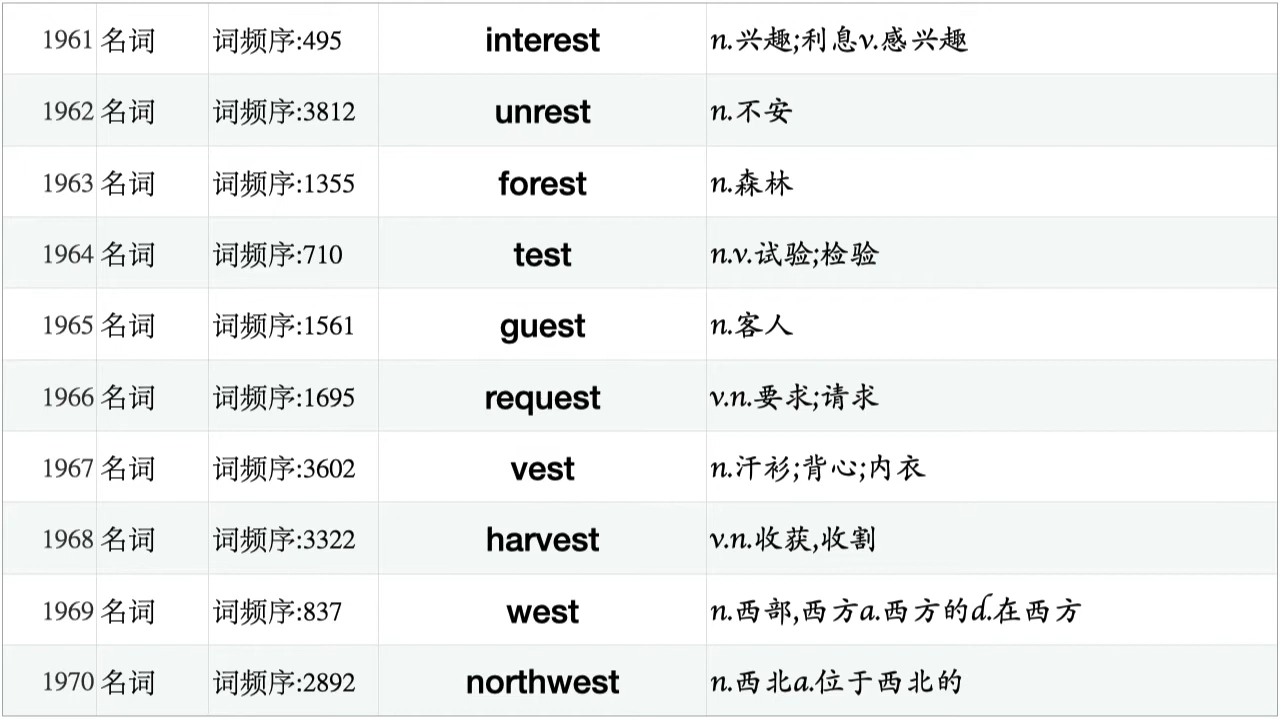 1961 名词 词频序:495 interest n.兴趣;利息v.感兴趣
1962 名词 词频序:3812 unrest n.不安
1963 名词 词频序:1355 forest n.森林
1964 名词 词频序:710 test n.v.试验;检验
1965 名词 词频序:1561 guest n.客人
1966 名词 词频序:1695 request v.n.要求;请求
1967 名词 词频序:3602 vest n.汗衫;背心;内衣
1968 名词 词频序:3322 harvest v.n.收获,收割
1969 名词 词频序:837 west n.西部,西方a.西方的d.在西方
1970 名词 词频序:2892 northwest n.西北a.位于西北的